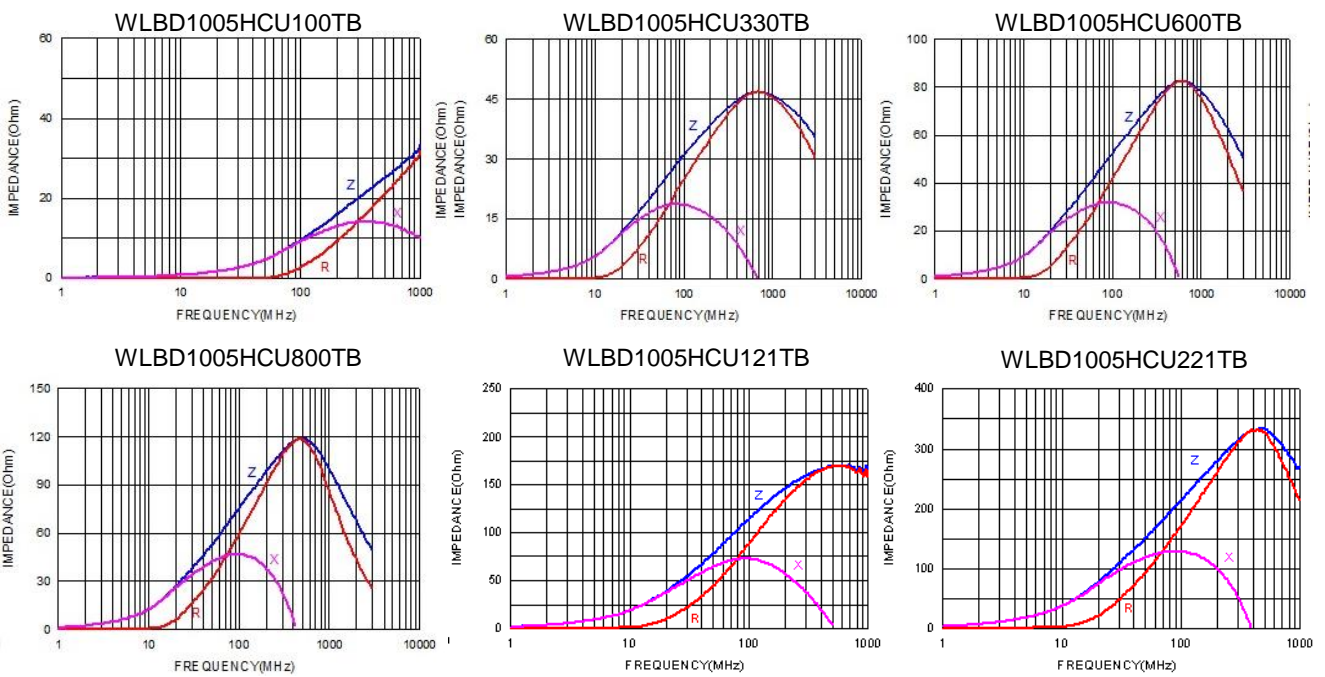 WLBD1005HCU100TB
60
40
20
0
1
10
100
1000
IMPEDANCE(Ohm)
FREQUENCY(MHz)
Z
X
R
WLBD1005HCU330TB
60
45
30
15
0
1
10
100
1000
10000
IMPEDANCE(Ohm)
IMPEDANCE(Ohm)
FREQUENCY(MHz)
Z
X
R
WLBD1005HCU600TB
100
80
60
40
20
0
1
10
100
1000
10000
FREQUENCY(MHz)
Z
X
R
WLBD1005HCU800TB
150
120
90
60
30
0
1
10
100
1000
10000
IMPEDANCE(Ohm)
FREQUENCY(MHz)
Z
X
R
WLBD1005HCU121TB
250
200
150
100
50
0
1
10
100
1000
IMPEDANCE(Ohm)
FREQUENCY(MHz)
Z
X
R
WLBD1005HCU221TB
400
300
200
100
0
1
10
100
1000
IMPEDANCE(Ohm)
FREQUENCY(MHz)
Z
X
R